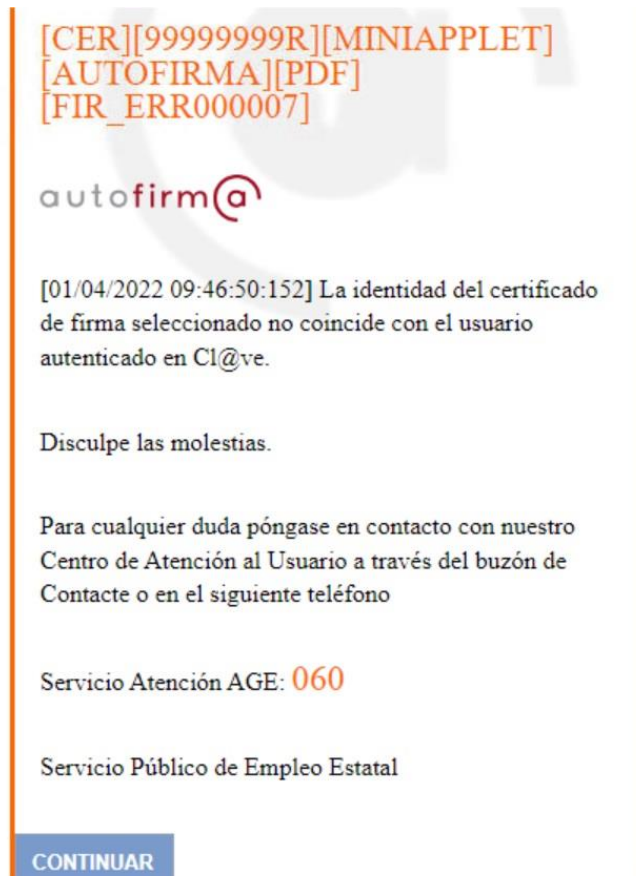 [CER][99999999R][MINIAPPLET]
[AUTOFIRMA][PDF]
[FIR_ERR000007]
autofirm@
[01/04/2022 09:46:50:152] La identidad del certificado
de firma seleccionado no coincide con el usuario
autenticado en Cl@ve.
Disculpe las molestias.
Para cualquier duda póngase en contacto con nuestro
Centro de Atención al Usuario a través del buzón de
Contacte o en el siguiente teléfono
Servicio Atención AGE: 060
Servicio Público de Empleo Estatal
CONTINUAR